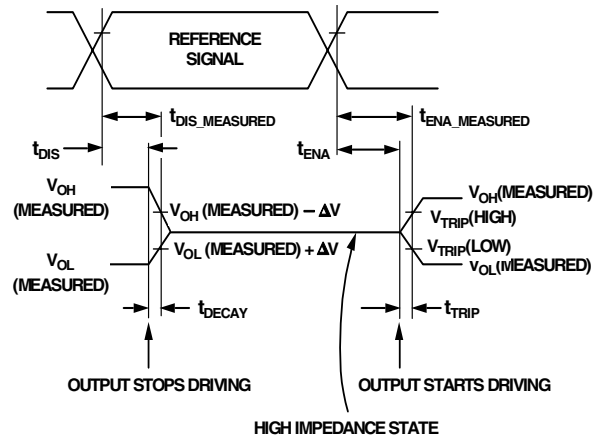 REFERENCE
SIGNAL
tDIS_MEASURED
tENA_MEASURED
tDIS
tENA
VOH
(MEASURED)
VOH (MEASURED) – ΔV
VOL (MEASURED) + ΔV
VOL
(MEASURED)
VOH(MEASURED)
VTRIP(HIGH)
VTRIP(LOW)
VOL(MEASURED)
tDECAY
tTRIP
OUTPUT STOPS DRIVING
OUTPUT STARTS DRIVING
HIGH IMPEDANCE STATE